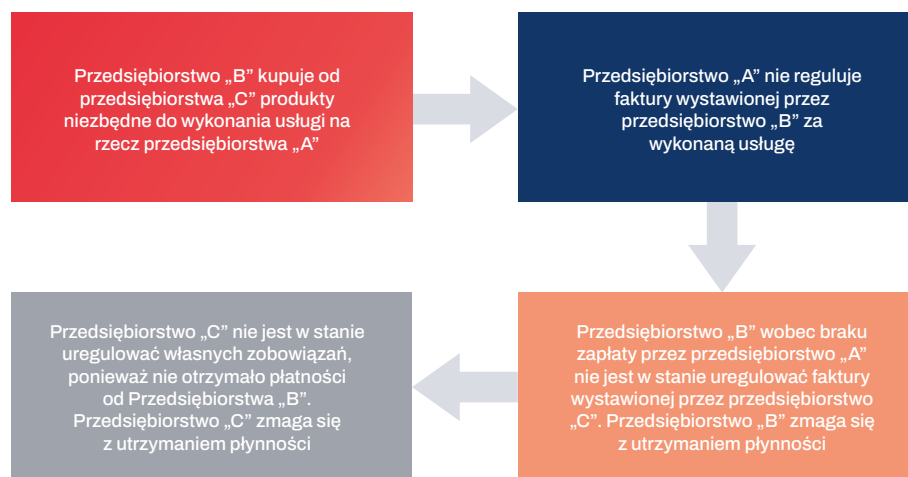 Przedsiębiorstwo „B” kupuje od
przedsiębiorstwa „C” produkty
niezbędne do wykonania usługi na
rzecz przedsiębiorstwa „A”
Przedsiębiorstwo „A” nie reguluje
faktury wystawionej przez
przedsiębiorstwo „B” za
wykonaną usługę
Przedsiębiorstwo „B” wobec braku
zapłaty przez przedsiębiorstwo „A”
nie jest w stanie uregulować faktury
wystawionej przez przedsiębiorstwo
„C”. Przedsiębiorstwo „B” zmaga się
z utrzymaniem płynności
Przedsiębiorstwo „C” nie jest w stanie
uregulować własnych zobowiązań,
ponieważ nie otrzymało płatności
od Przedsiębiorstwa „B”.
Przedsiębiorstwo „C” zmaga się
z utrzymaniem płynności